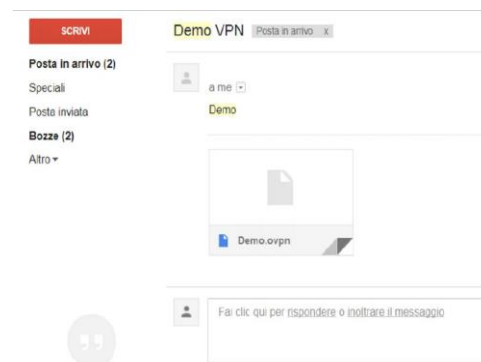 SCRIVI
Posta in arrivo (2)
Speciali
Posta inviata
Bozze (2)
Altro
Demo VPN Posta in arrivo x
a me
Demo
Demo.ovpn
Fai clic qui per rispondere o inoltrare il messaggio